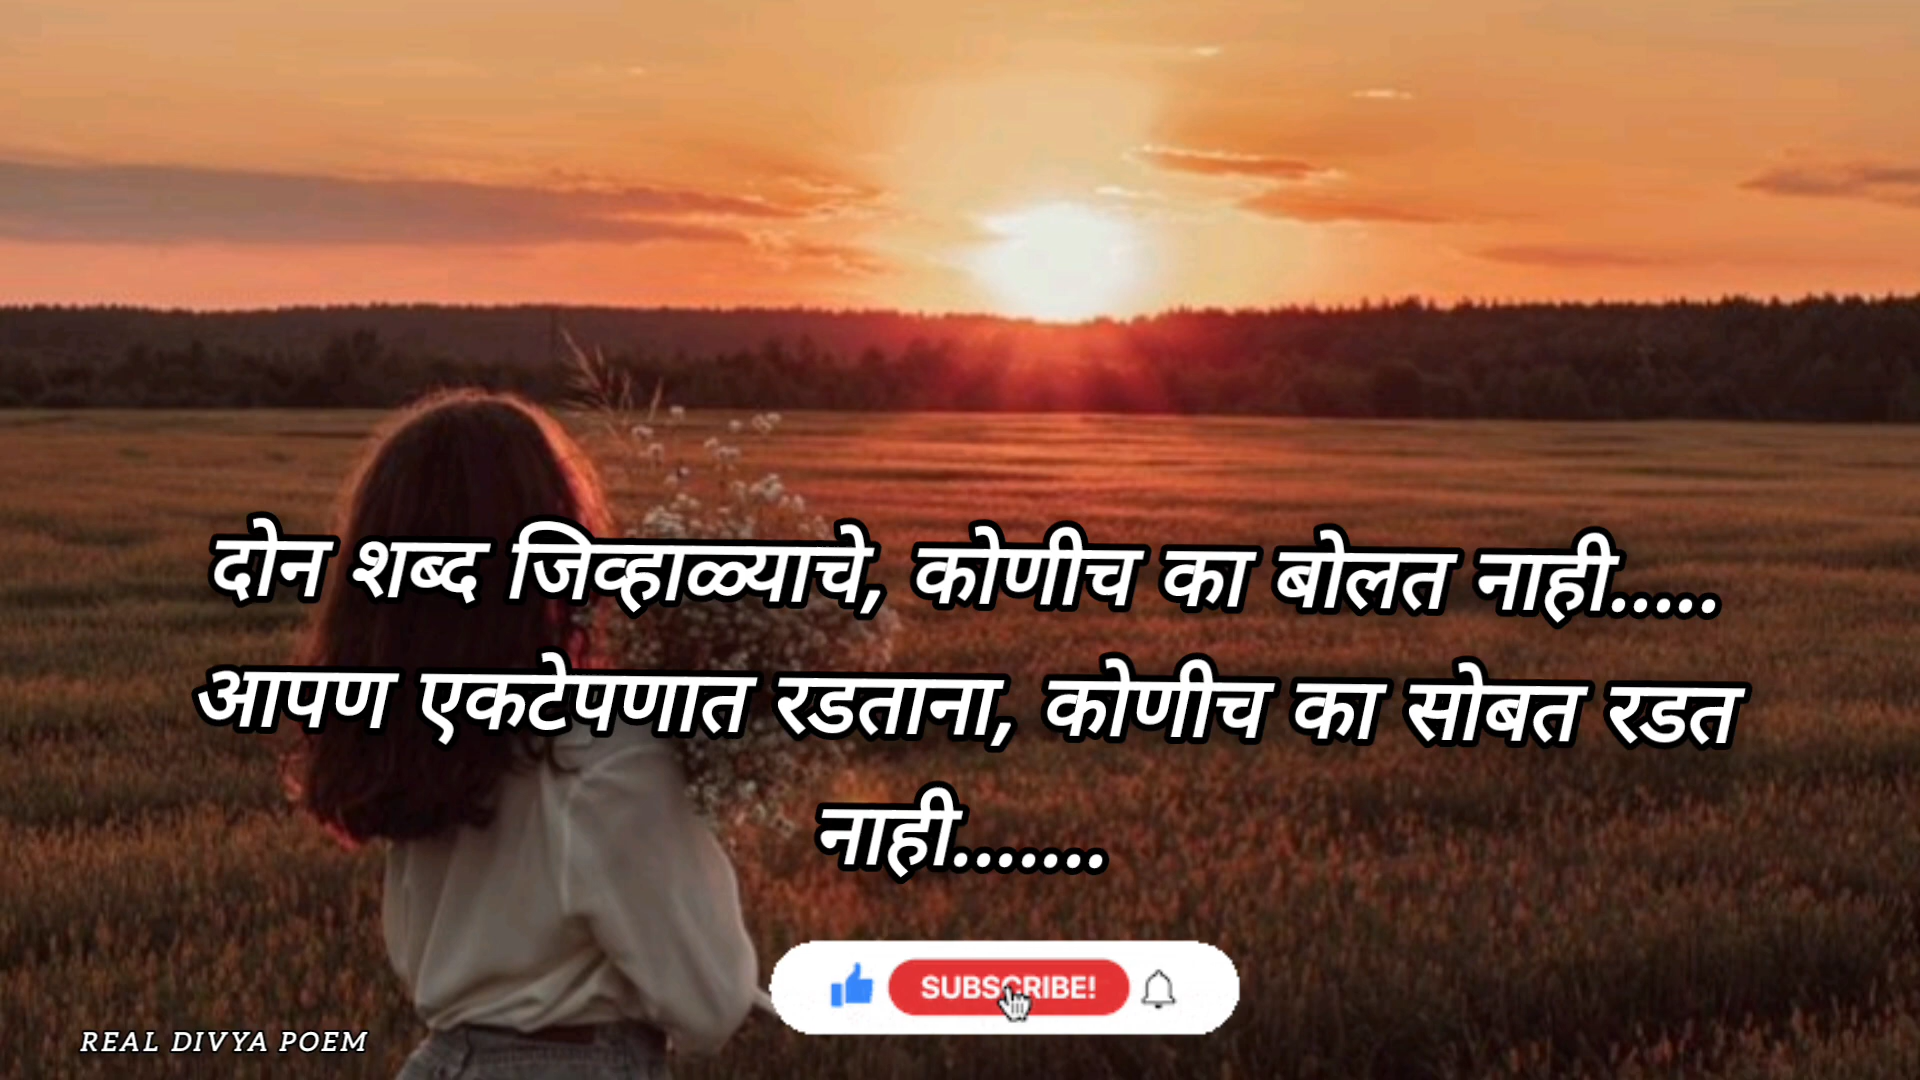 दोन शब्द जिव्हाळ्याचे, कोणीच का बोलत नाही.....
आपण एकटेपणात रडताना, कोणीच का सोबत रडत
नाही.......
SUBSCRIBE!
REAL DIVYA POEM